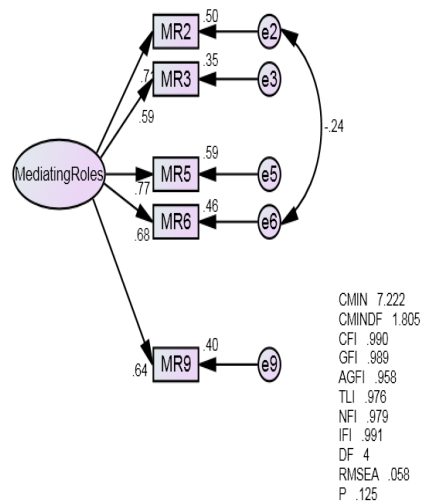 .50
MR2
e2
.71
.35
MR3
e3
.59
-.24
MediatingRoles
.59
MR5
e5
.77
.46
MR6
e6
.68
.40
MR9
e9
.64
CMIN 7.222
CMINDF 1.805
CFI .990
GFI .989
AGFI .958
TLI .976
NFI .979
IFI .991
DF 4
RMSEA .058
P .125